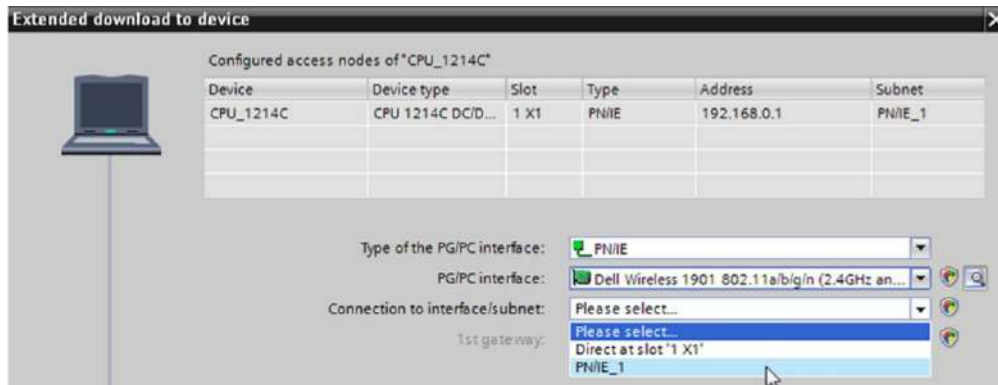 Extended download to device
Configured access nodes of "CPU_1214C"
Device Device type Slot Type Address Subnet
CPU_1214C CPU 1214C DC/D... 1 X1 PN/IE 192.168.0.1 PN/IE_1
Type of the PG/PC interface: PN/IE
PG/PC interface: Dell Wireless 1901 802.11a/b/g/n (2.4GHz an...
Connection to interface/subnet: Please select...
Please select...
1st gateway:
Direct at slot '1 X1'
PN/IE_1